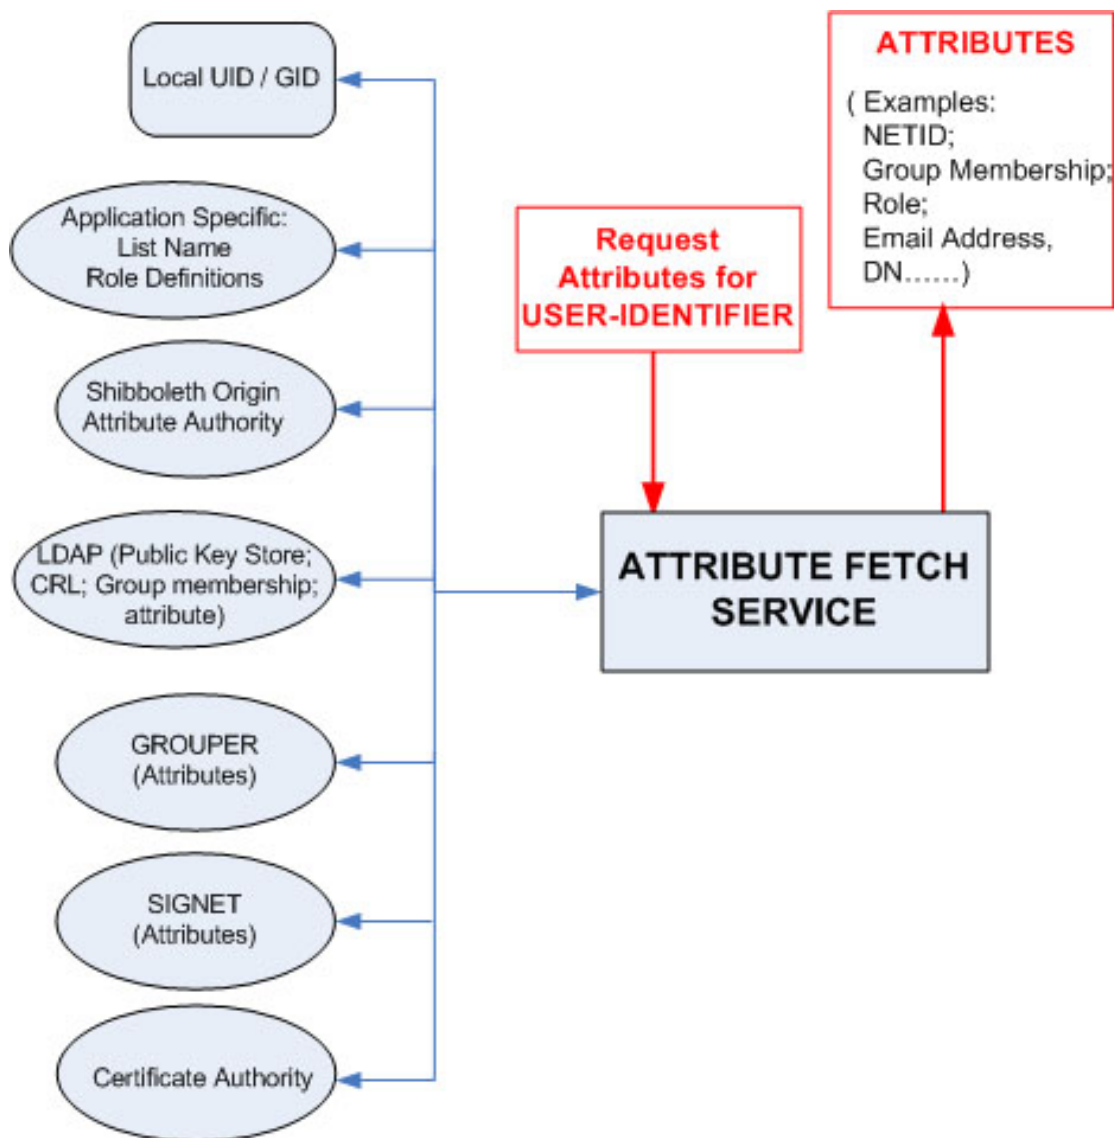 Local UID / GID
Application Specific:
List Name
Role Definitions
Shibboleth Origin
Attribute Authority
LDAP (Public Key Store;
CRL; Group membership;
attribute)
GROUPER
(Attributes)
SIGNET
(Attributes)
Certificate Authority
Request
Attributes for
USER-IDENTIFIER
ATTRIBUTES
( Examples:
NETID;
Group Membership;
Role;
Email Address,
DN......)
ATTRIBUTE FETCH
SERVICE